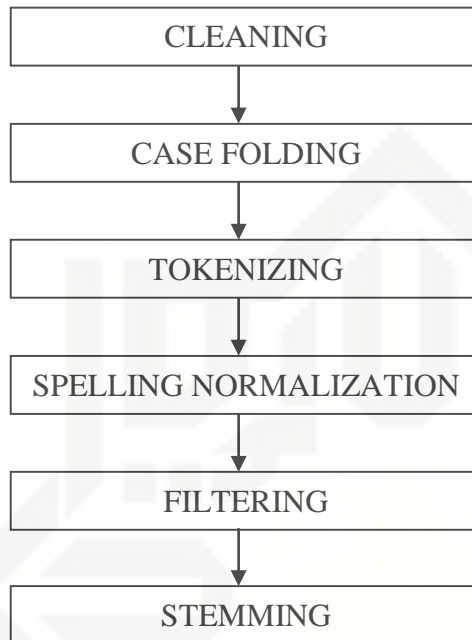 CLEANING
CASE FOLDING
TOKENIZING
SPELLING NORMALIZATION
FILTERING
STEMMING